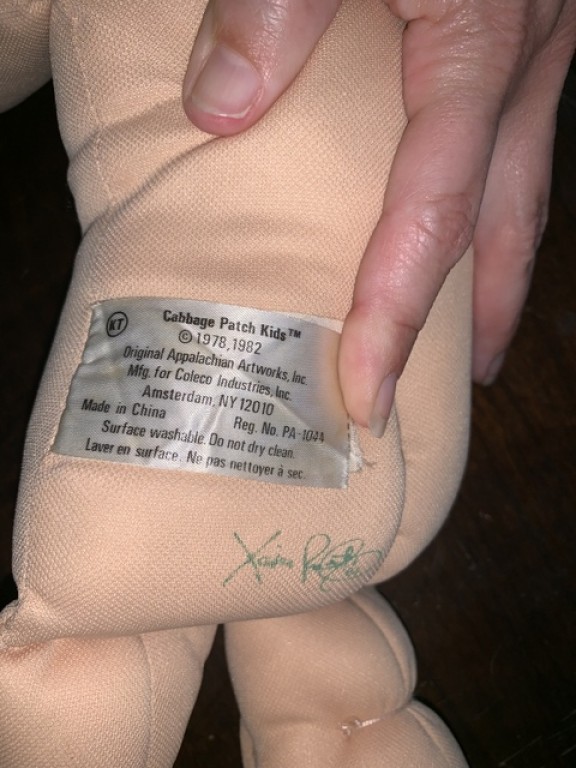 KT
Cabbage Patch Kids™
© 1978, 1982
Original Appalachian Artworks, Inc.
Mfg. for Coleco Industries, Inc.
Amsterdam, NY 12010
Made in China Reg. No. PA-1044
Surface washable. Do not dry clean.
Laver en surface. Ne pas nettoyer à sec.
Xavier Roberts